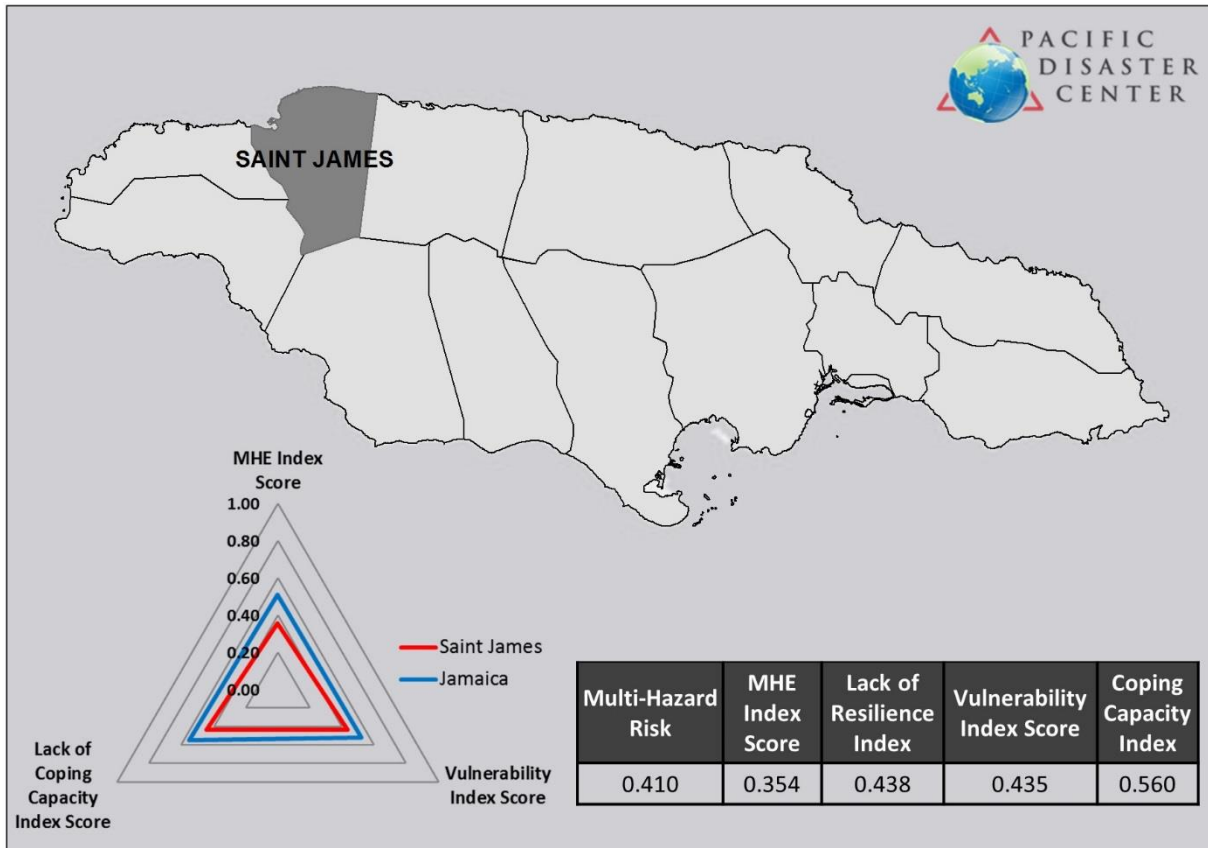 PACIFIC
DISASTER
CENTER
SAINT JAMES
MHE Index
Score
1.00
0.80
0.60
0.40
0.20
0.00
Lack of
Coping
Capacity
Index Score
Vulnerability
Index Score
Saint James
Jamaica
Multi-Hazard
Risk
MHE
Index
Score
Lack of
Resilience
Index
Vulnerability
Index Score
Coping
Capacity
Index
0.410 0.354 0.438 0.435 0.560